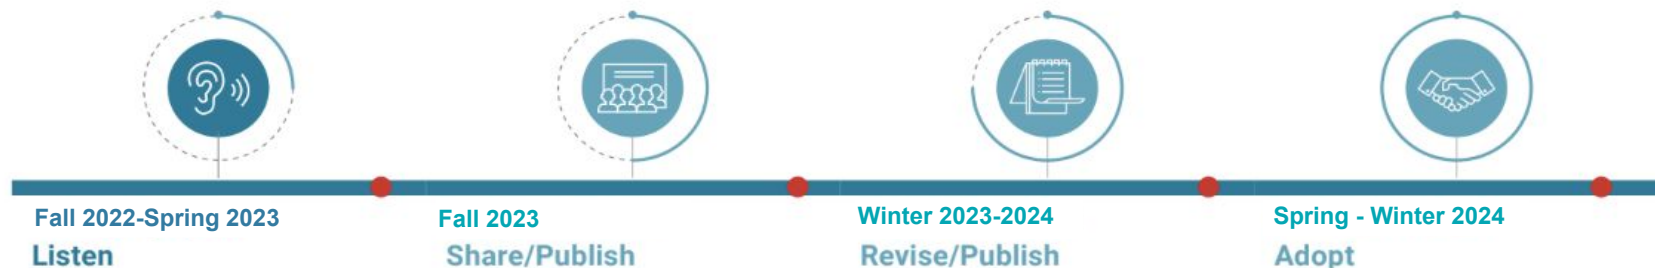 Fall 2022-Spring 2023
Listen
Fall 2023
Share/Publish
Winter 2023-2024
Revise/Publish
Spring - Winter 2024
Adopt